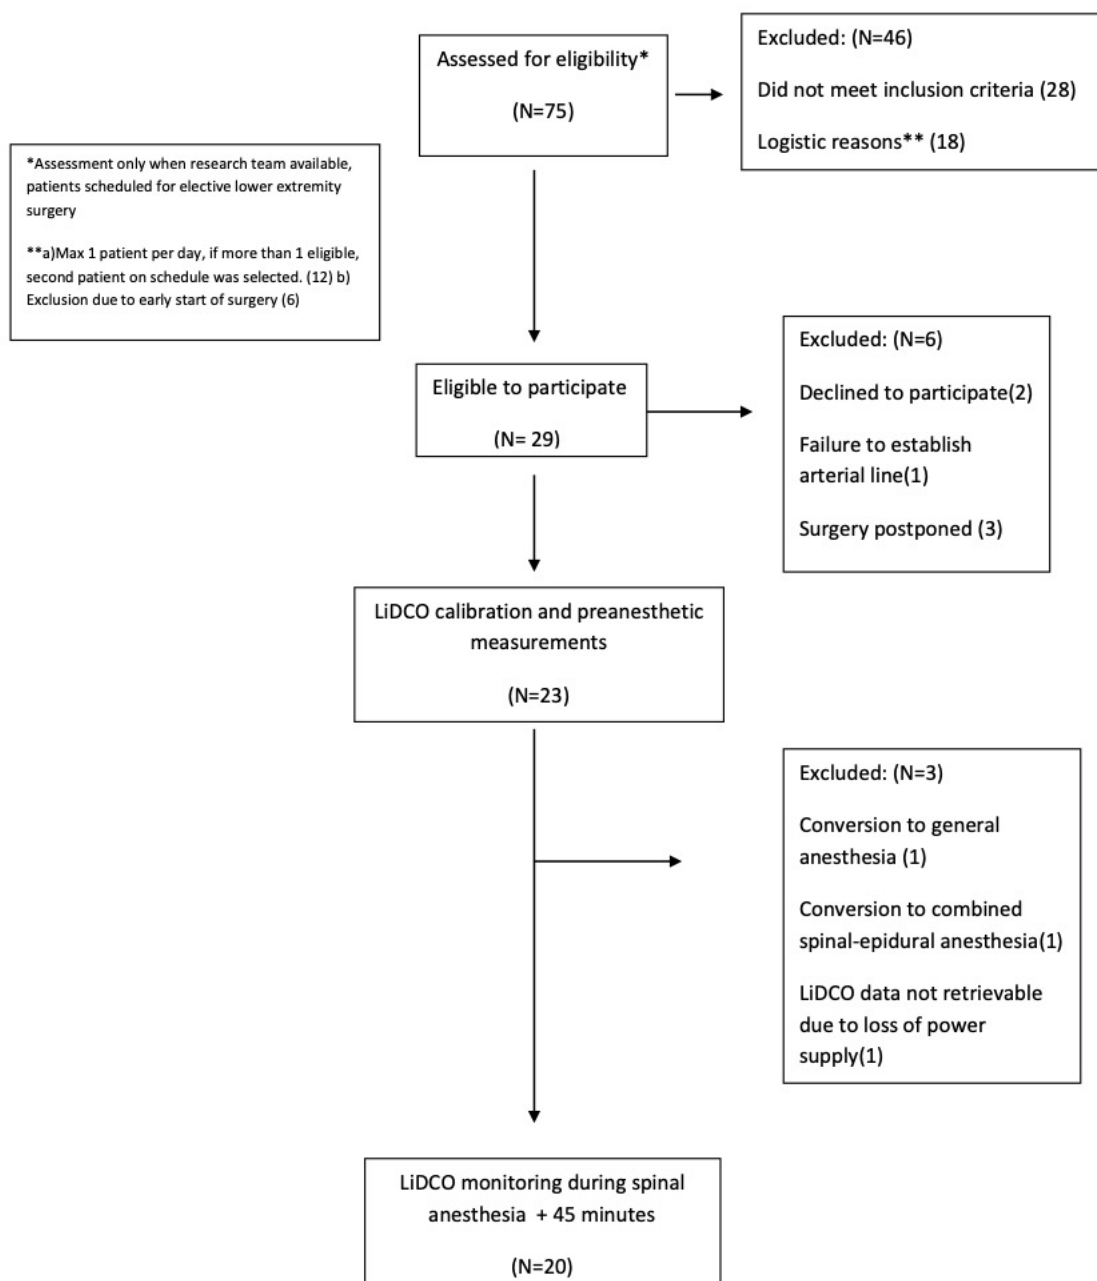 Assessed for eligibility*
(N=75)
Excluded: (N=46)
Did not meet inclusion criteria (28)
Logistic reasons** (18)
*Assessment only when research team available,
patients scheduled for elective lower extremity
surgery
**a)Max 1 patient per day, if more than 1 eligible,
second patient on schedule was selected. (12) b)
Exclusion due to early start of surgery (6)
Eligible to participate
(N= 29)
Excluded: (N=6)
Declined to participate(2)
Failure to establish
arterial line(1)
Surgery postponed (3)
LiDCO calibration and preanesthetic
measurements
(N=23)
Excluded: (N=3)
Conversion to general
anesthesia (1)
Conversion to combined
spinal-epidural anesthesia(1)
LiDCO data not retrievable
due to loss of power
supply(1)
LiDCO monitoring during spinal
anesthesia + 45 minutes
(N=20)